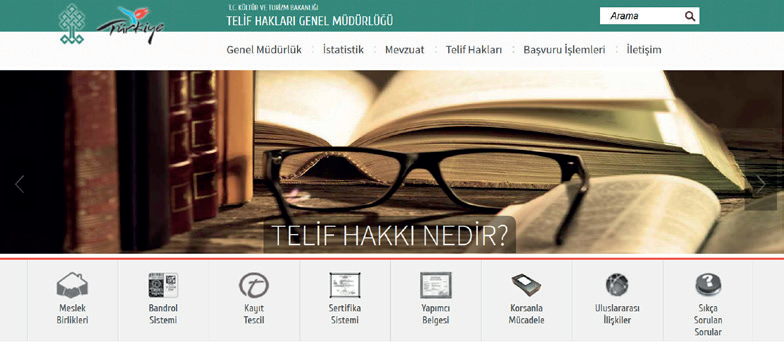 T.C. KÜLTÜR VE TURİZM BAKANLIĞI
TELİF HAKLARI GENEL MÜDÜRLÜĞÜ
Türkiye
Arama
Genel Müdürlük
İstatistik
Mevzuat
Telif Hakları
Başvuru İşlemleri
İletişim
TELİF HAKKI NEDİR?
Meslek
Birlikleri
Bandrol
Sistemi
Kayıt
Tescil
Sertifika
Sistemi
Yapımcı
Belgesi
Korsanla
Mücadele
Uluslararası
İlişkiler
Sıkça
Sorulan
Sorular